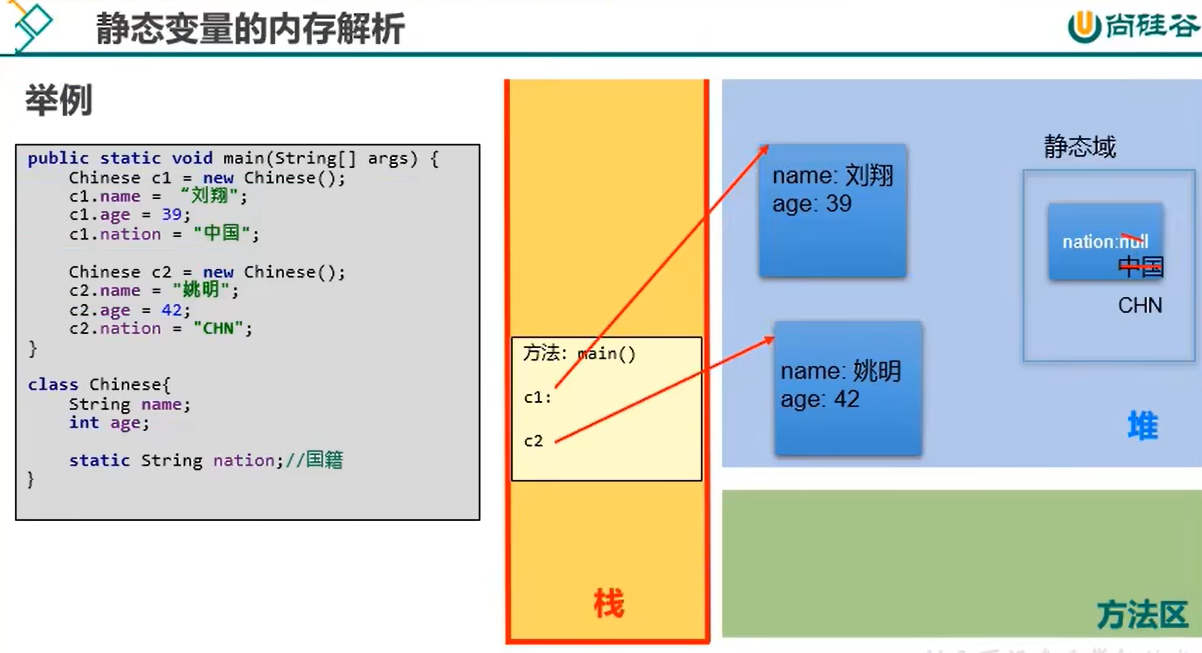 静态变量的内存解析
尚硅谷
举例
public static void main(String[] args) {
Chinese c1 = new Chinese();
c1.name = “刘翔";
c1.age = 39;
c1.nation = "中国";
Chinese c2 = new Chinese();
c2.name = "姚明";
c2.age = 42;
c2.nation = "CHN";
}
class Chinese{
String name;
int age;
static String nation;//国籍
}
方法：main()
c1:
c2
栈
name: 刘翔
age: 39
name: 姚明
age: 42
静态域
nation:null
中国
CHN
堆
方法区